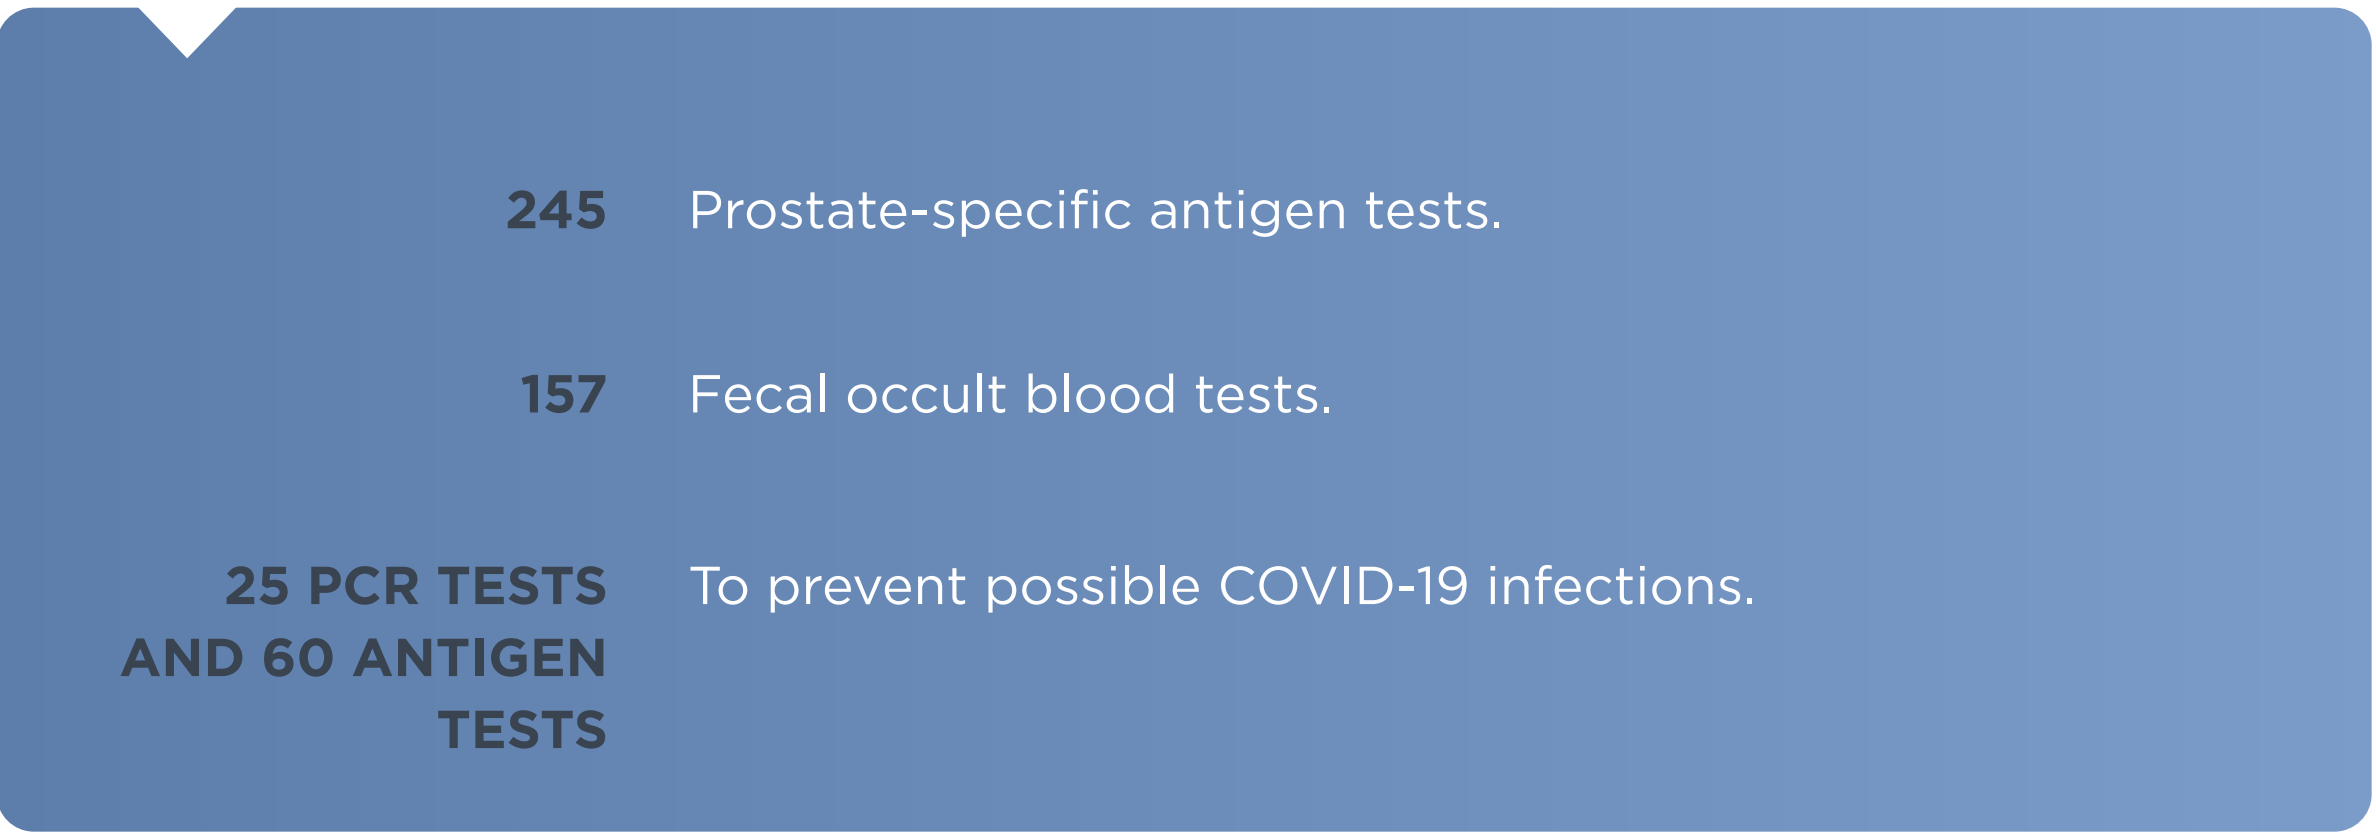 245 Prostate-specific antigen tests.
157 Fecal occult blood tests.
25 PCR TESTS To prevent possible COVID-19 infections.
AND 60 ANTIGEN
TESTS